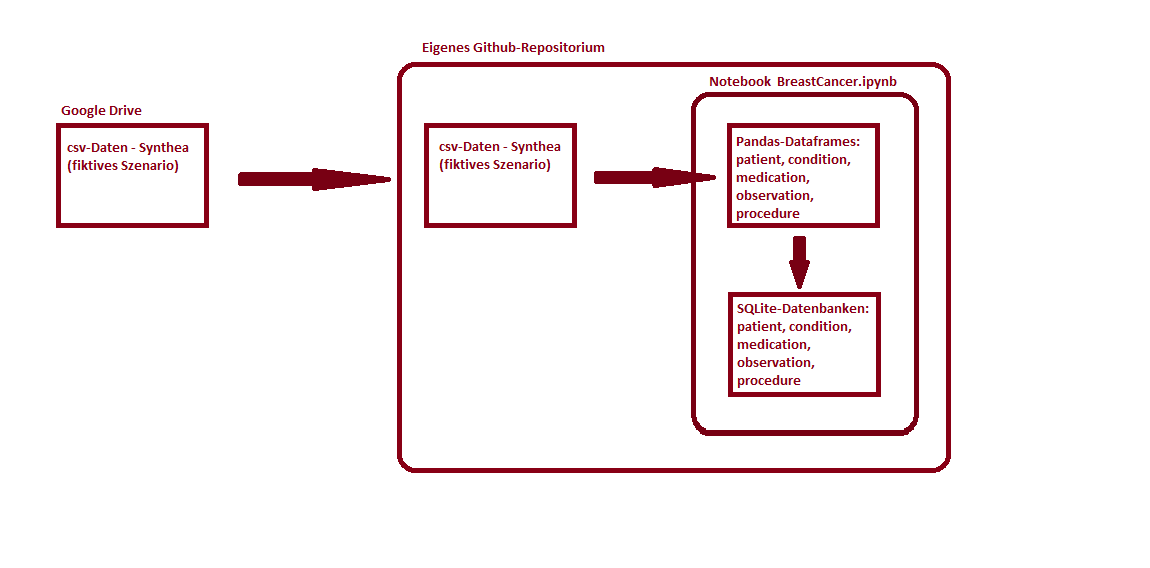 Eigenes Github-Repositorium
Notebook BreastCancer.ipynb
Google Drive
csv-Daten - Synthea
(fiktives Szenario)
csv-Daten - Synthea
(fiktives Szenario)
Pandas-Dataframes:
patient, condition,
medication,
observation,
procedure
SQLite-Datenbanken:
patient, condition,
medication,
observation,
procedure